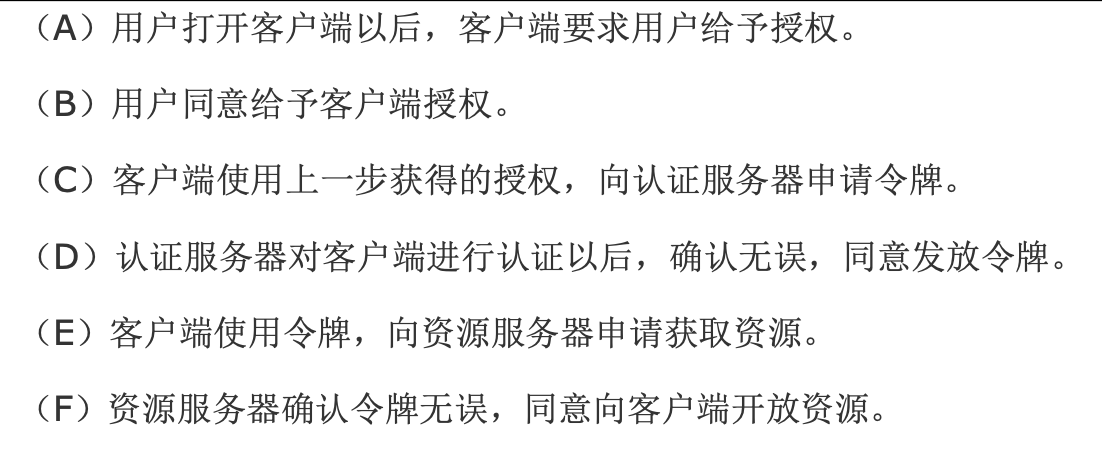 （A）用户打开客户端以后，客户端要求用户给予授权。
（B）用户同意给予客户端授权。
（C）客户端使用上一步获得的授权，向认证服务器申请令牌。
（D）认证服务器对客户端进行认证以后，确认无误，同意发放令牌。
（E）客户端使用令牌，向资源服务器申请获取资源。
（F）资源服务器确认令牌无误，同意向客户端开放资源。